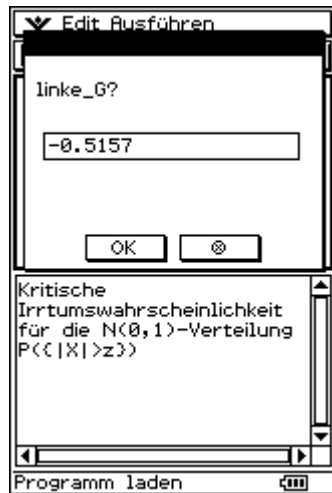 Edit Ausführen
linke_G?
-0.5157
OK
Kritische
Irrtumswahrscheinlichkeit
für die N(0,1)-Verteilung
P({|X|>z})
Programm laden